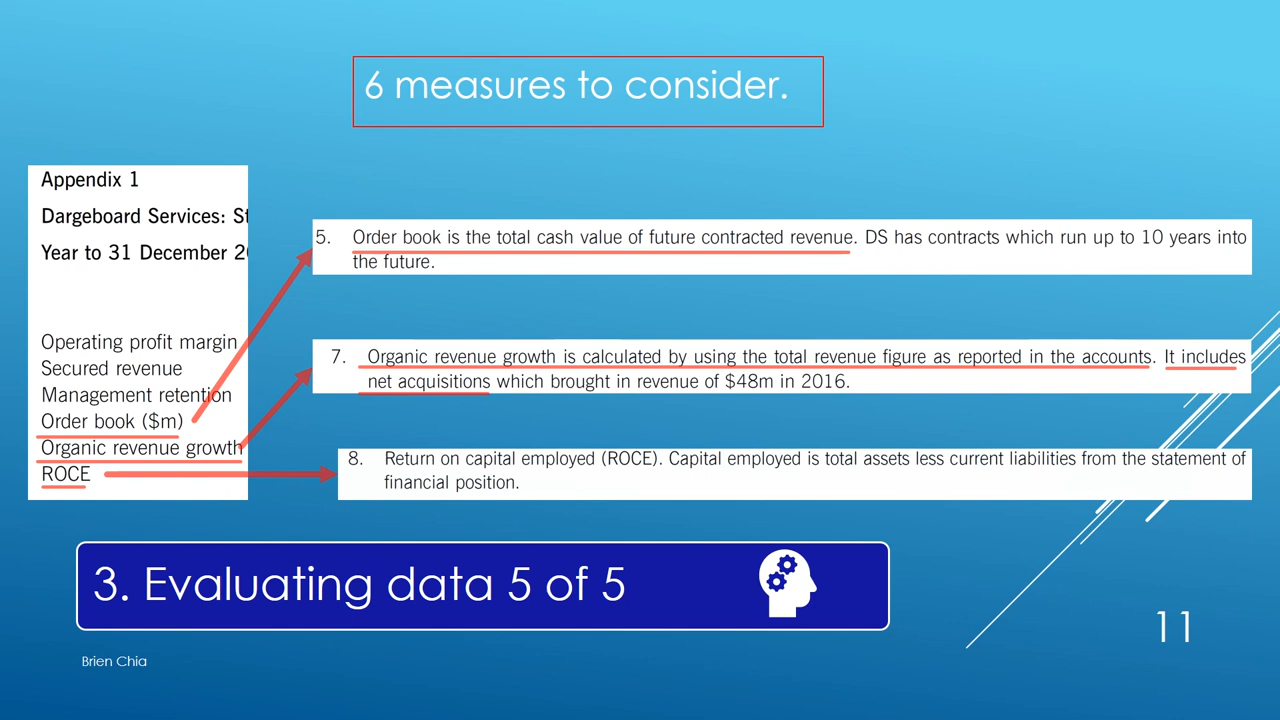 6 measures to consider.
Appendix 1
Dargeboard Services: St
Year to 31 December 20
Operating profit margin
Secured revenue
Management retention
Order book ($m)
Organic revenue growth
ROCE
5. Order book is the total cash value of future contracted revenue. DS has contracts which run up to 10 years into
the future.
7. Organic revenue growth is calculated by using the total revenue figure as reported in the accounts. It includes
net acquisitions which brought in revenue of $48m in 2016.
8. Return on capital employed (ROCE). Capital employed is total assets less current liabilities from the statement of
financial position.
3. Evaluating data 5 of 5
11
Brien Chia